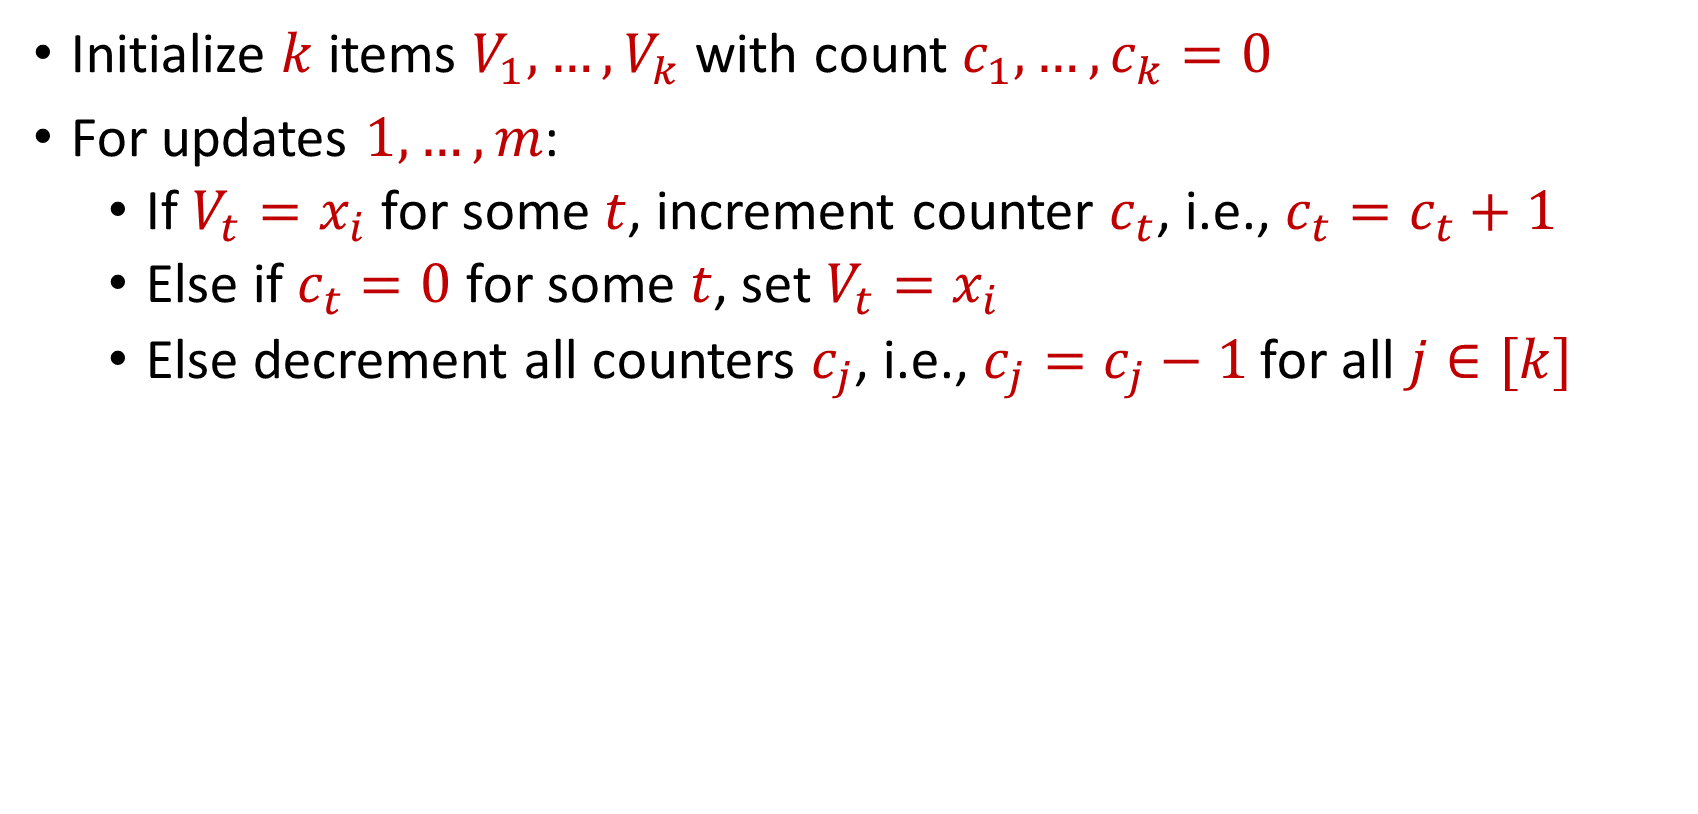 • Initialize k items V₁, … , Vₖ with count c₁, … , cₖ = 0
• For updates 1, … , m:
• If Vₜ = xᵢ for some t, increment counter cₜ, i.e., cₜ = cₜ + 1
• Else if cₜ = 0 for some t, set Vₜ = xᵢ
• Else decrement all counters cⱼ, i.e., cⱼ = cⱼ − 1 for all j ∈ [k]